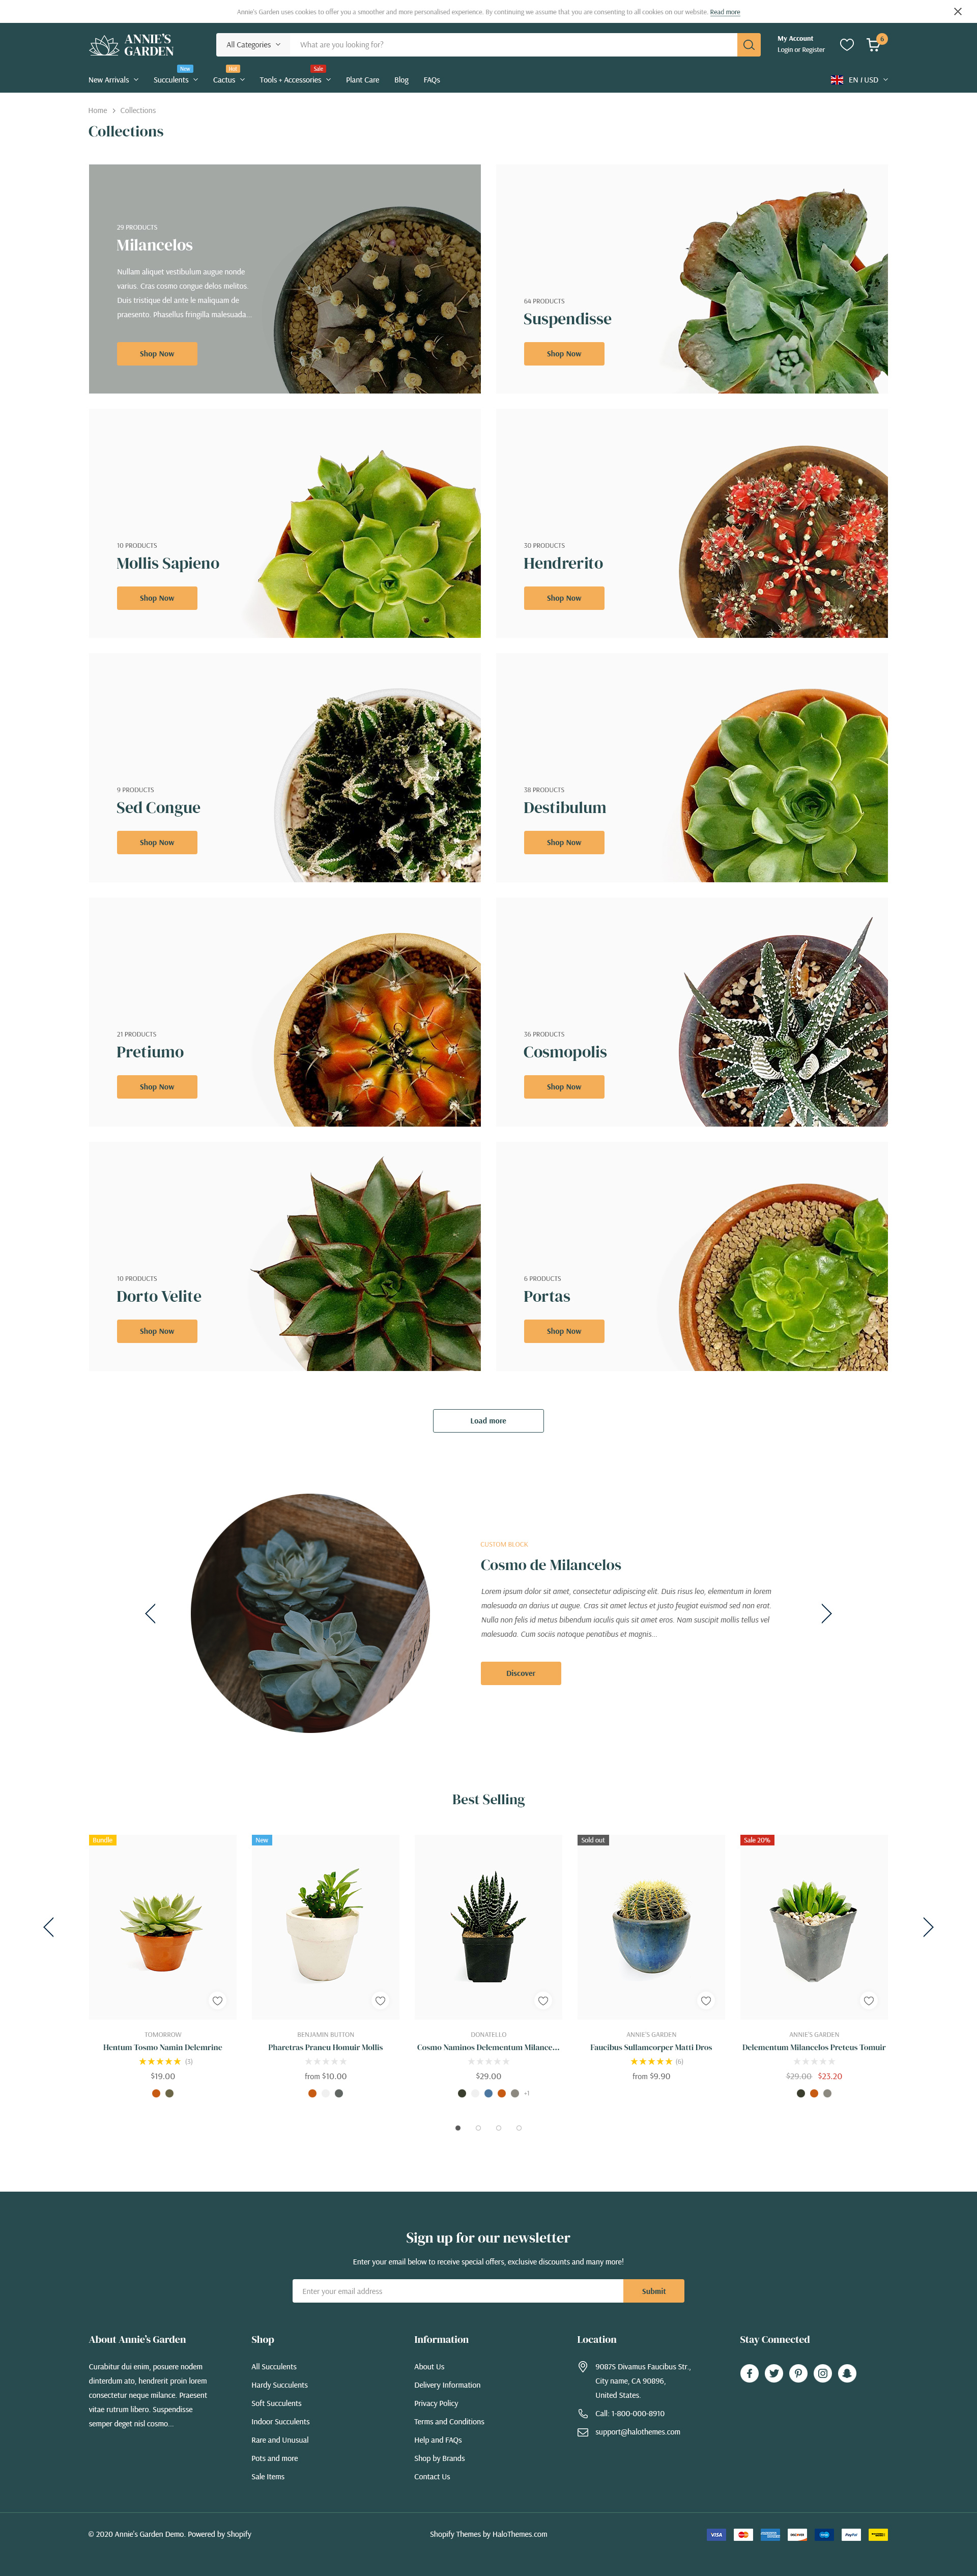 Annie's Garden uses cookies to offer you a smoother and more personalised experience. By continuing we assume that you are consenting to all cookies on our website. Read more
ANNIE'S
GARDEN
All Categories
What are you looking for?
My Account
Login or Register
6
New
Hot
Sale
New Arrivals
Succulents
Cactus
Tools + Accessories
Plant Care
Blog
FAQs
EN / USD
Home > Collections
Collections
29 PRODUCTS
Milancelos
Nullam aliquet vestibulum augue nonde
varius. Cras cosmo congue delos melitos.
Duis tristique del ante le maliquam de
praesento. Phasellus fringilla malesuada...
Shop Now
64 PRODUCTS
Suspendisse
Shop Now
10 PRODUCTS
Mollis Sapieno
Shop Now
30 PRODUCTS
Hendrerito
Shop Now
9 PRODUCTS
Sed Congue
Shop Now
38 PRODUCTS
Destibulum
Shop Now
21 PRODUCTS
Pretiumo
Shop Now
36 PRODUCTS
Cosmopolis
Shop Now
10 PRODUCTS
Dorto Velite
Shop Now
6 PRODUCTS
Portas
Shop Now
Load more
CUSTOM BLOCK
Cosmo de Milancelos
Lorem ipsum dolor sit amet, consectetur adipiscing elit. Duis risus leo, elementum in lorem
malesuada an darius ut augue. Cras sit amet lectus et justo feugiat euismod sed non erat.
Nulla non felis id metus bibendum iaculis quis sit amet eros. Nam suscipit mollis tellus vel
malesuada. Cum sociis natoque penatibus et magnis...
Discover
Best Selling
Bundle
New
Sold out
Sale 20%
TOMORROW
Hentum Tosmo Namin Delemrine
(3)
$19.00
BENJAMIN BUTTON
Pharetras Praneu Homuir Mollis
from $10.00
DONATELLO
Cosmo Naminos Delcementum Milance...
$29.00
+1
ANNIE'S GARDEN
Faucibus Sullamcorper Matti Dros
(6)
from $9.90
ANNIE'S GARDEN
Delementum Milancelos Preteus Tomuir
$29.00 $23.20
Sign up for our newsletter
Enter your email below to receive special offers, exclusive discounts and many more!
Enter your email address
Submit
About Annie's Garden
Curabitur dui enim, posuere nodem
dinterdum ato, hendrerit proin lorem
consectetur neque milance. Praesent
vitae rutrum libero. Suspendisse
semper deget nisl cosmo...
Shop
All Succulents
Hardy Succulents
Soft Succulents
Indoor Succulents
Rare and Unusual
Pots and more
Sale Items
Information
About Us
Delivery Information
Privacy Policy
Terms and Conditions
Help and FAQs
Shop by Brands
Contact Us
Location
90875 Divamus Faucibus Str.,
City name, CA 90896,
United States.
Call: 1-800-000-8910
support@halothemes.com
Stay Connected
© 2020 Annie's Garden Demo. Powered by Shopify
Shopify Themes by HaloThemes.com
VISA
PayPal